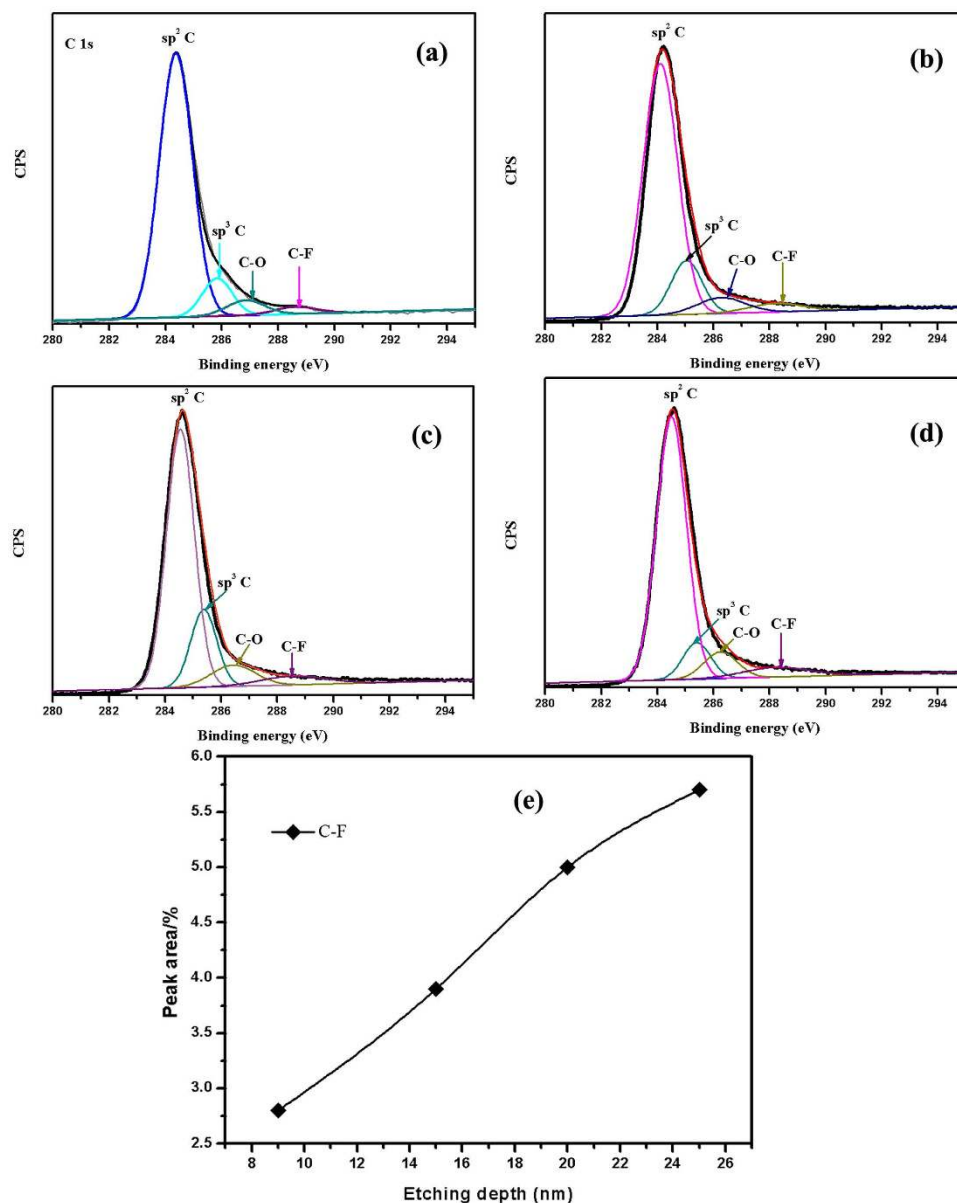 C 1s
sp² C
(a)
sp³ C
C-O
C-F
CPS
280 282 284 286 288 290 292 294
Binding energy (eV)
sp² C
(b)
sp³ C
C-O
C-F
CPS
280 282 284 286 288 290 292 294
Binding energy (eV)
sp² C
(c)
sp³ C
C-O
C-F
CPS
280 282 284 286 288 290 292 294
Binding energy (eV)
sp² C
(d)
sp³ C
C-O
C-F
CPS
280 282 284 286 288 290 292 294
Binding energy (eV)
(e)
C-F
Peak area/%
6.0
5.5
5.0
4.5
4.0
3.5
3.0
2.5
8 10 12 14 16 18 20 22 24 26
Etching depth (nm)